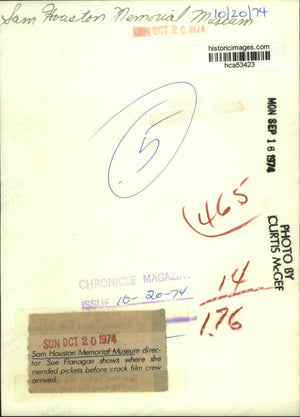 Sam Houston Memorial Museum 10/20/74
SUN OCT 20 1974
historicimages.com
hca53423
MON SEP 16 1974
5
465
PHOTO BY
CURTIS McGEE
CHRONICLE MAGAZINE
ISSUE 10-20-74
14
176
SUN OCT 20 1974
Sam Houston Memorial Museum direc-
tor Sue Flanagan shows where she
mended pickets before crack film crew
arrived.